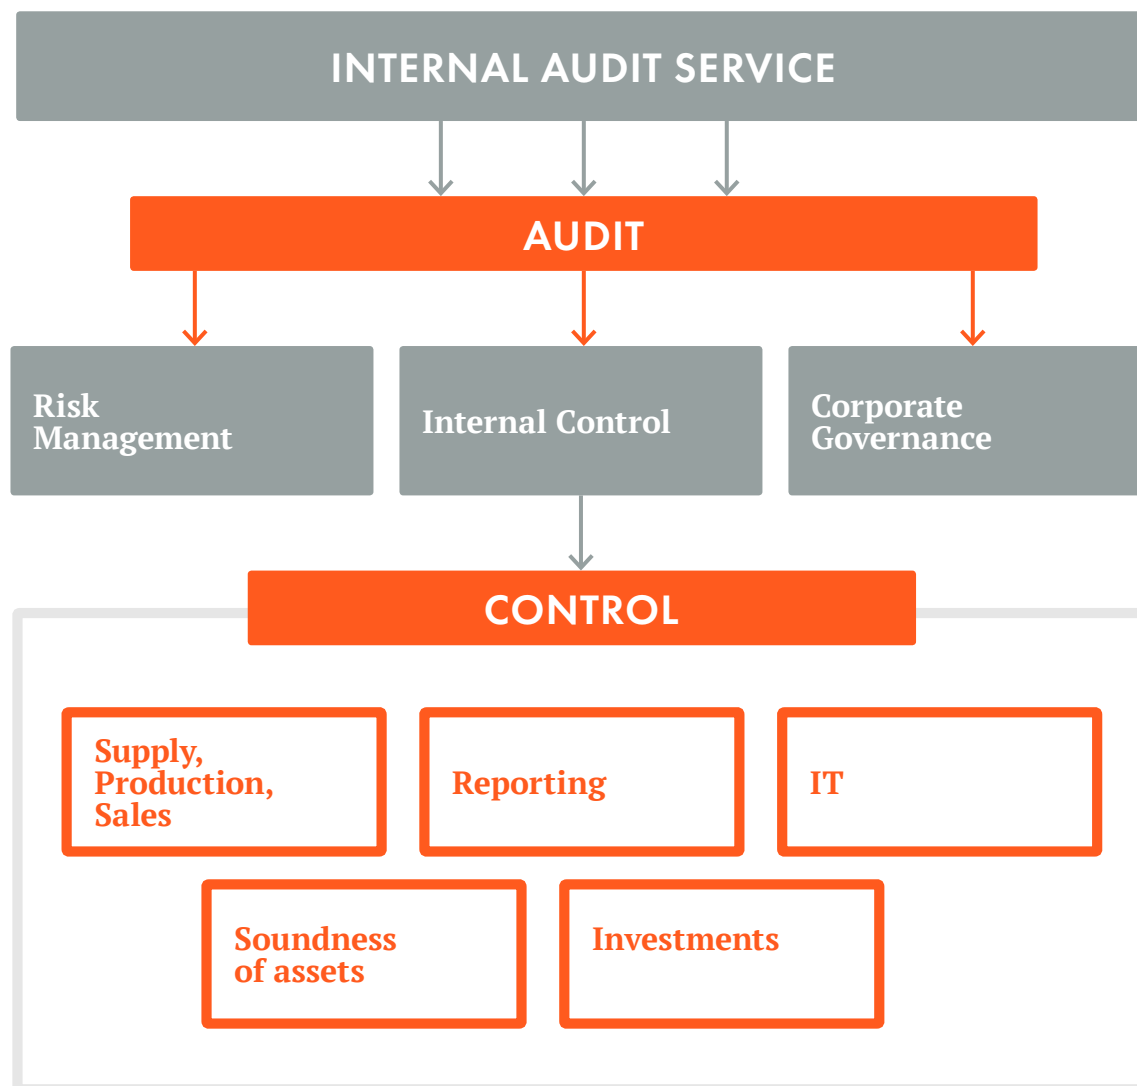 INTERNAL AUDIT SERVICE
AUDIT
Risk
Management
Internal Control
Corporate
Governance
CONTROL
Supply,
Production,
Sales
Reporting
IT
Soundness
of assets
Investments